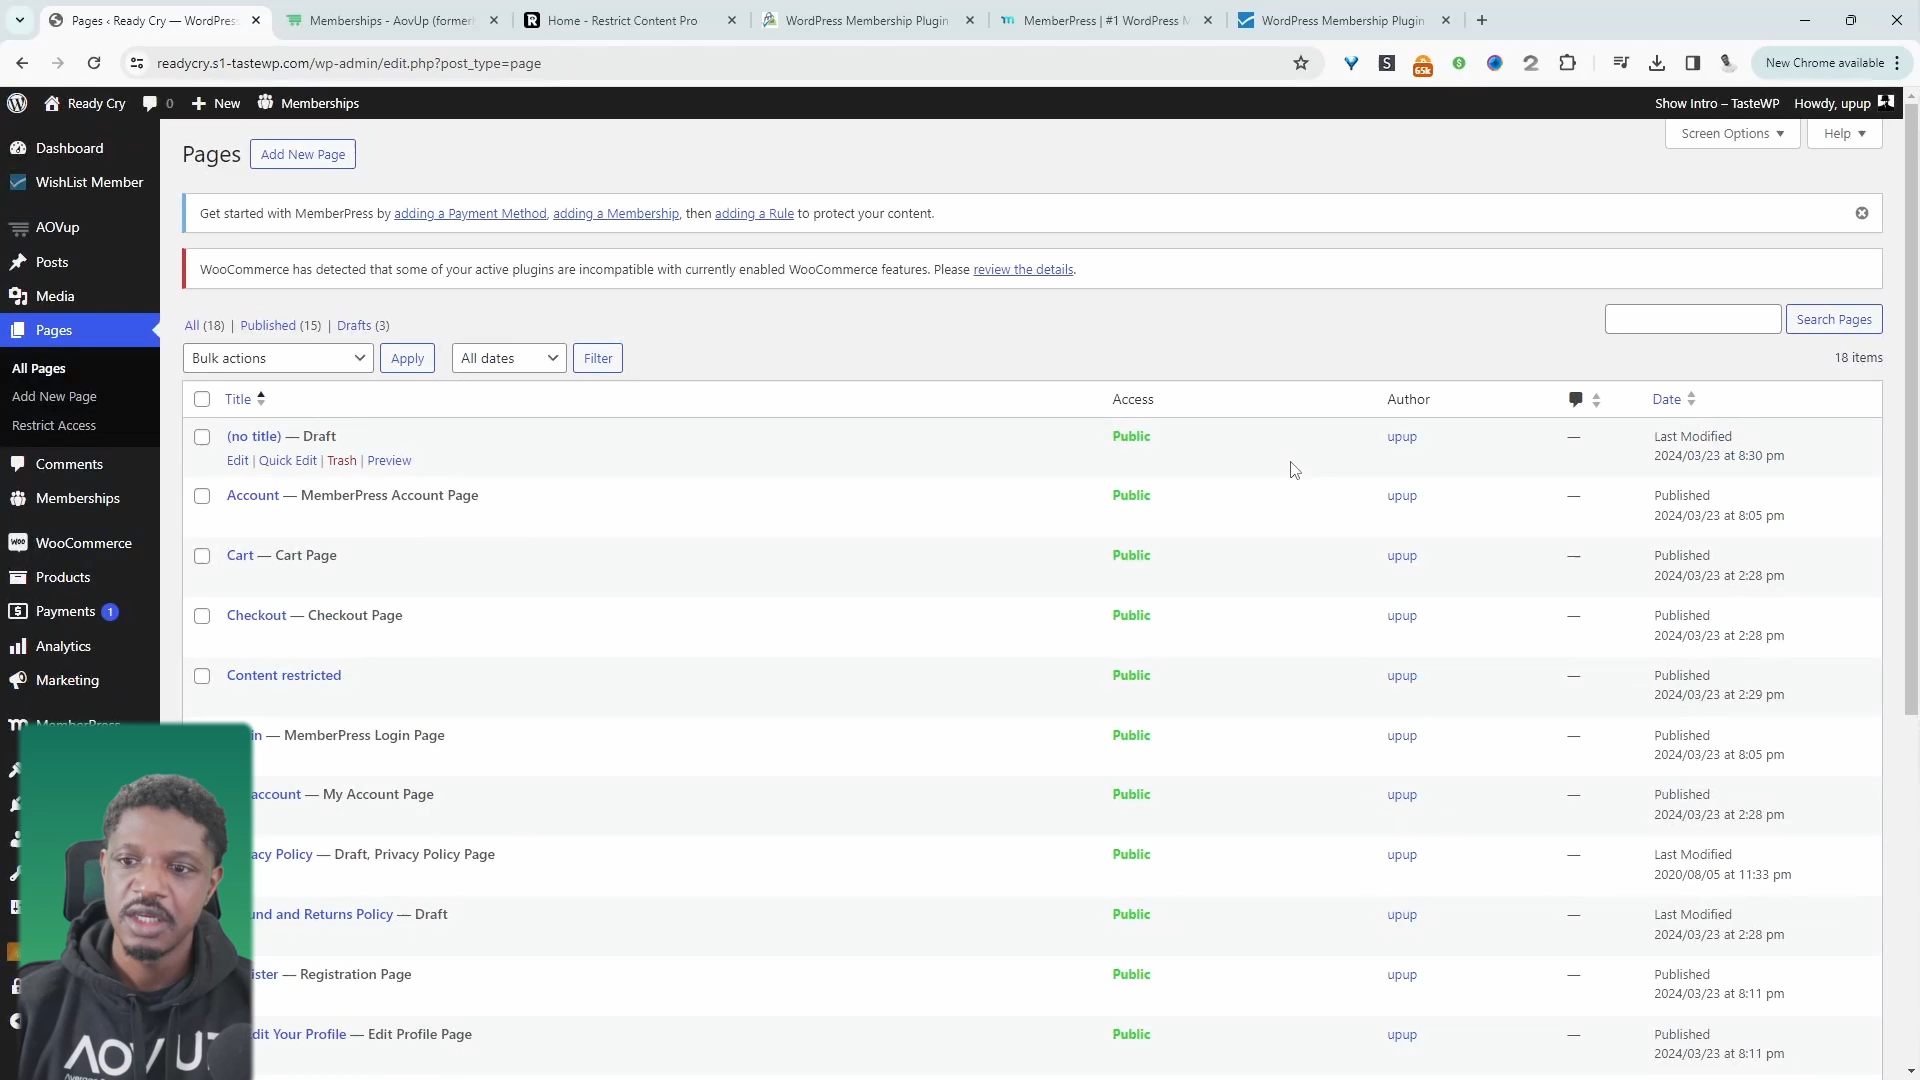 Pages ‹ Ready Cry — WordPress
Memberships - AovUp (former
Home - Restrict Content Pro
WordPress Membership Plugin
MemberPress | #1 WordPress M
WordPress Membership Plugin
readycry.s1-tastewp.com/wp-admin/edit.php?post_type=page
65k
New Chrome available
Ready Cry
0
New
Memberships
Show Intro – TasteWP
Howdy, upup
Dashboard
WishList Member
AOVup
Posts
Media
Pages
All Pages
Add New Page
Restrict Access
Comments
Memberships
WooCommerce
Products
Payments 1
Analytics
Marketing
MemberPress
Pages
Add New Page
Screen Options
Help
Get started with MemberPress by adding a Payment Method, adding a Membership, then adding a Rule to protect your content.
WooCommerce has detected that some of your active plugins are incompatible with currently enabled WooCommerce features. Please review the details.
All (18) | Published (15) | Drafts (3)
Search Pages
Bulk actions
Apply
All dates
Filter
18 items
Title
Access
Author
Date
(no title) — Draft
Public
upup
—
Last Modified
2024/03/23 at 8:30 pm
Edit | Quick Edit | Trash | Preview
Account — MemberPress Account Page
Public
upup
—
Published
2024/03/23 at 8:05 pm
Cart — Cart Page
Public
upup
—
Published
2024/03/23 at 2:28 pm
Checkout — Checkout Page
Public
upup
—
Published
2024/03/23 at 2:28 pm
Content restricted
Public
upup
—
Published
2024/03/23 at 2:29 pm
in — MemberPress Login Page
Public
upup
—
Published
2024/03/23 at 8:05 pm
account — My Account Page
Public
upup
—
Published
2024/03/23 at 2:28 pm
acy Policy — Draft, Privacy Policy Page
Public
upup
—
Last Modified
2020/08/05 at 11:33 pm
und and Returns Policy — Draft
Public
upup
—
Last Modified
2024/03/23 at 2:28 pm
ister — Registration Page
Public
upup
—
Published
2024/03/23 at 8:11 pm
dit Your Profile — Edit Profile Page
Public
upup
—
Published
2024/03/23 at 8:11 pm